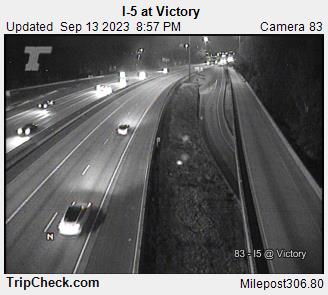 I-5 at Victory
Updated  Sep 13 2023  8:57 PM
Camera 83
T
N
83 - I5 @ Victory
TripCheck.com
Milepost306.80